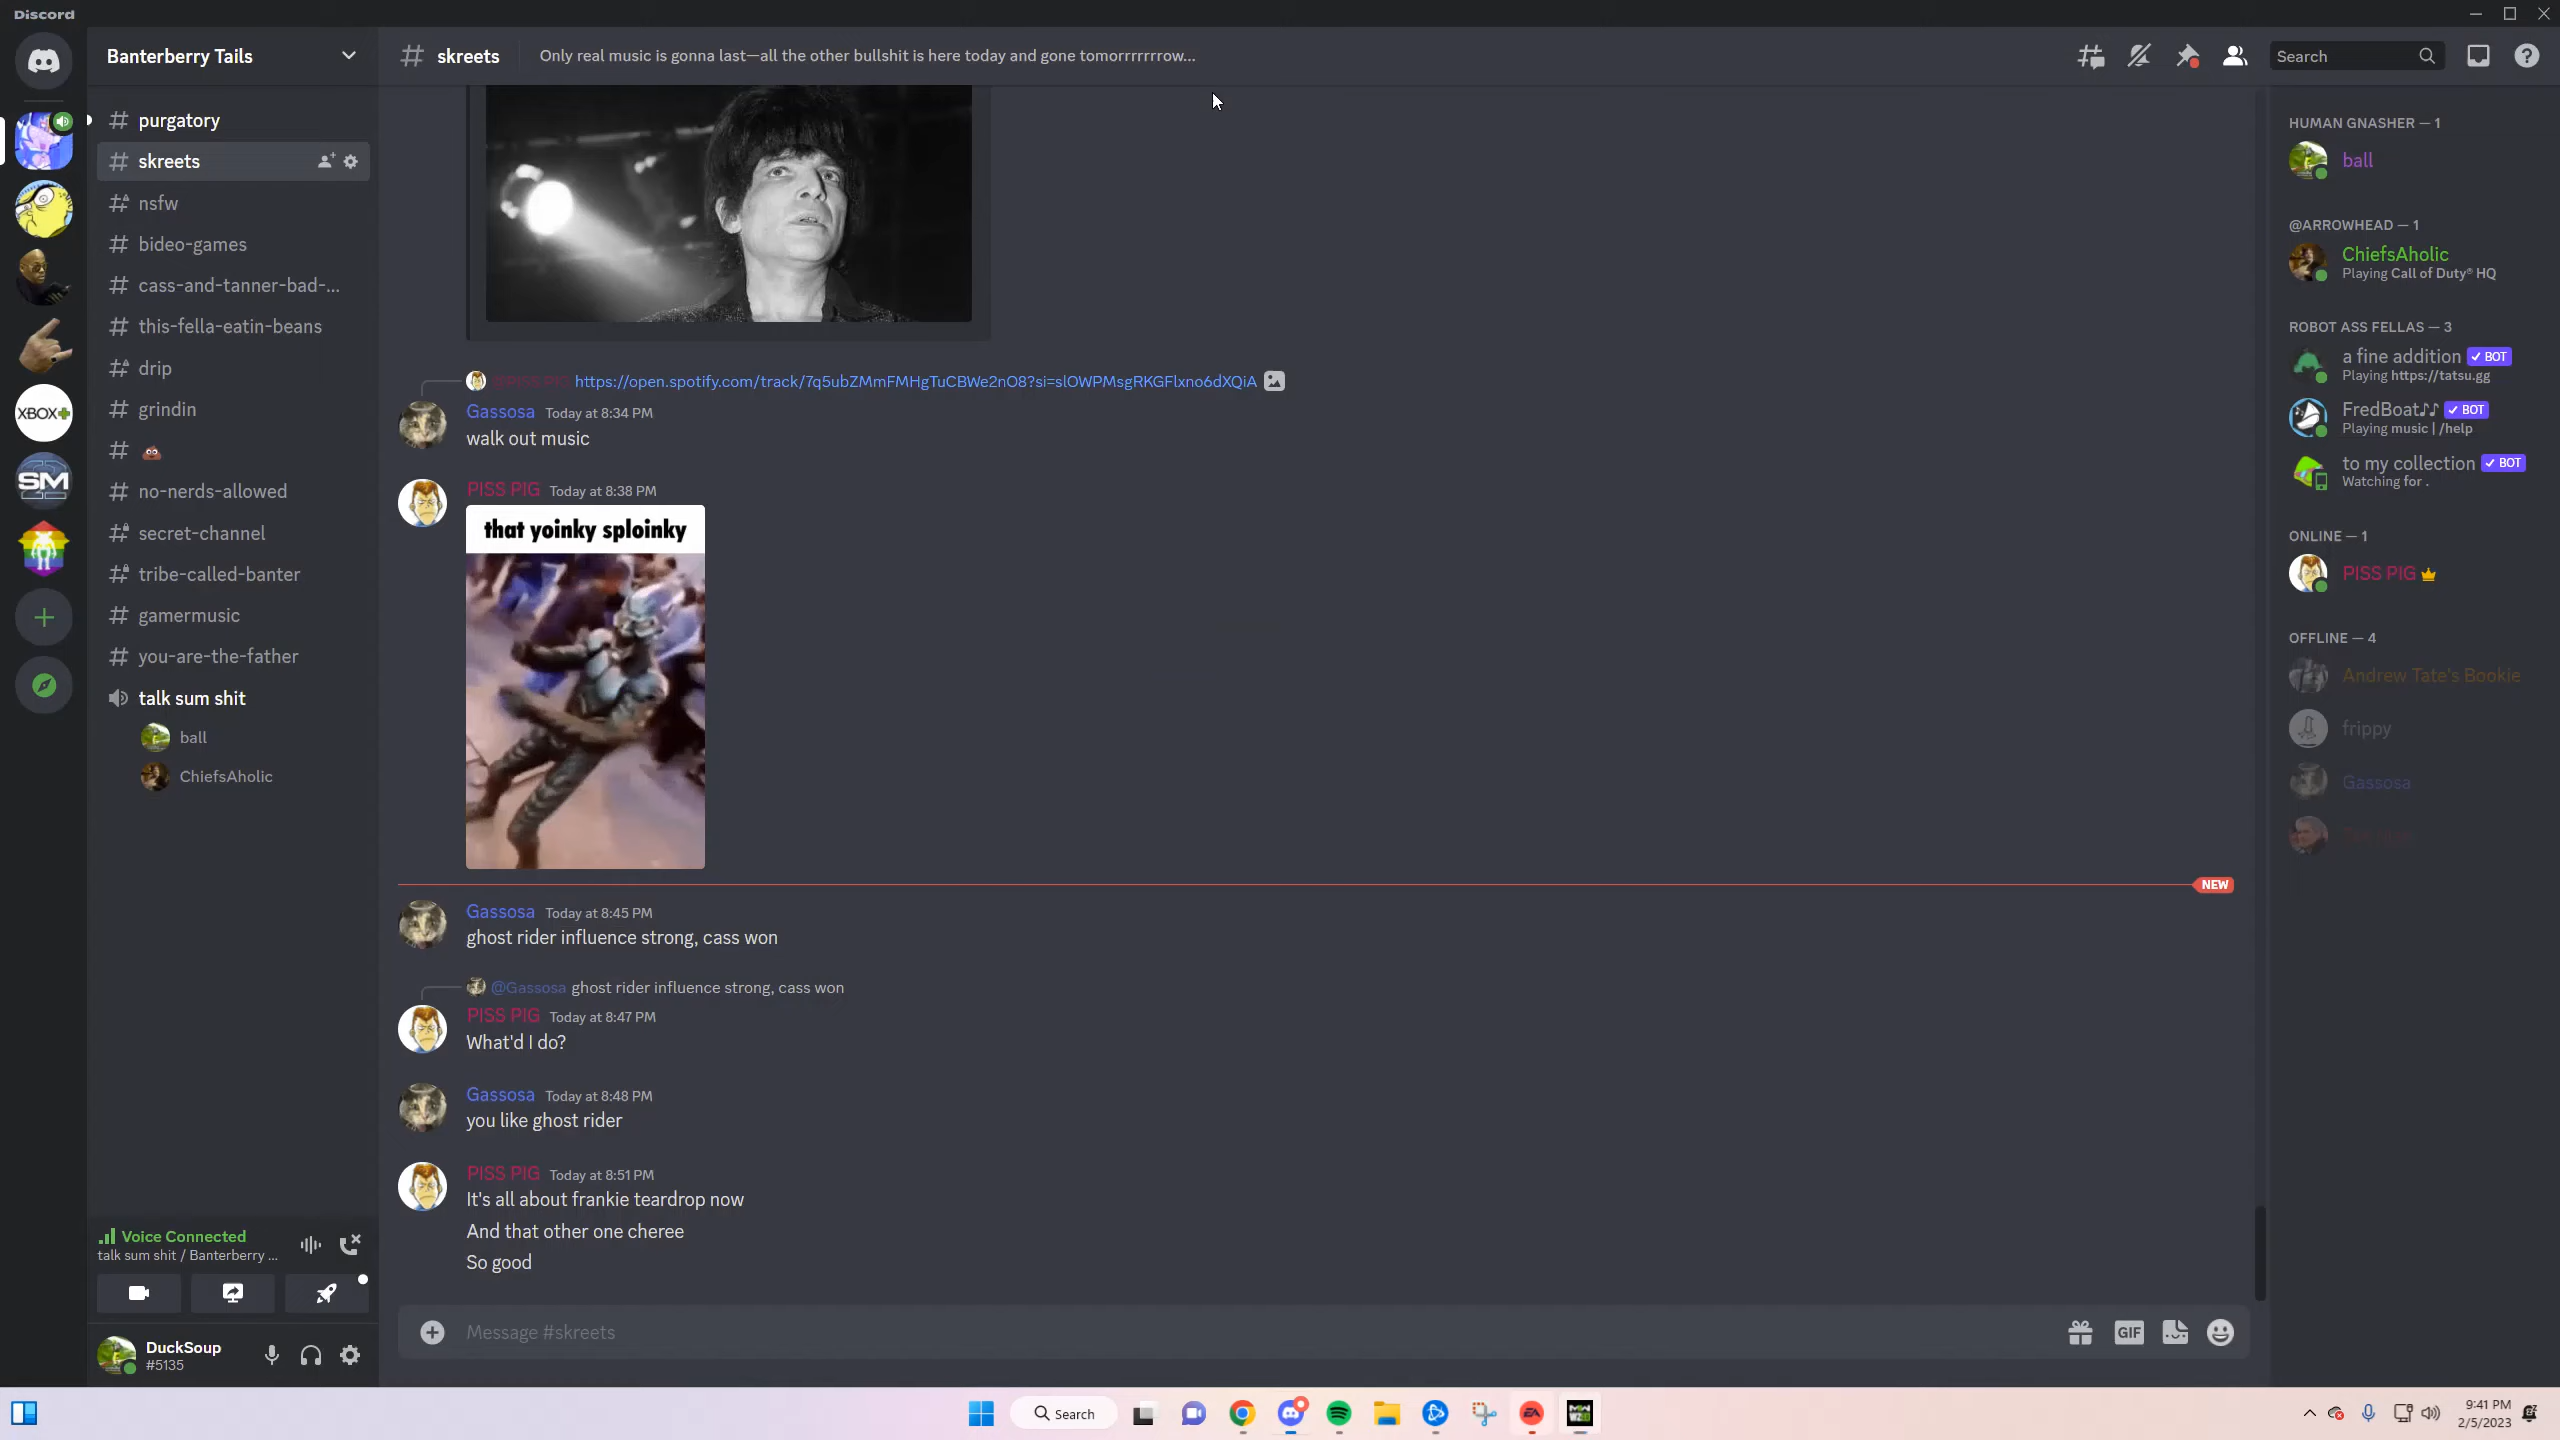 Discord
Banterberry Tails
skreets
Only real music is gonna last—all the other bullshit is here today and gone tomorrrrrrow...
Search
purgatory
skreets
nsfw
bideo-games
cass-and-tanner-bad-...
this-fella-eatin-beans
drip
grindin
no-nerds-allowed
secret-channel
tribe-called-banter
gamermusic
you-are-the-father
talk sum shit
ball
ChiefsAholic
XBOX+
SM
@PISS PIG https://open.spotify.com/track/7q5ubZMmFMHgTuCBWe2nO8?si=slOWPMsgRKGFlxno6dXQiA
Gassosa Today at 8:34 PM
walk out music
PISS PIG Today at 8:38 PM
that yoinky sploinky
NEW
Gassosa Today at 8:45 PM
ghost rider influence strong, cass won
@Gassosa ghost rider influence strong, cass won
PISS PIG Today at 8:47 PM
What'd I do?
Gassosa Today at 8:48 PM
you like ghost rider
PISS PIG Today at 8:51 PM
It's all about frankie teardrop now
And that other one cheree
So good
Message #skreets
GIF
HUMAN GNASHER — 1
ball
@ARROWHEAD — 1
ChiefsAholic
Playing Call of Duty® HQ
ROBOT ASS FELLAS — 3
a fine addition ✓ BOT
Playing https://tatsu.gg
FredBoat♪♪ ✓ BOT
Playing music | /help
to my collection ✓ BOT
Watching for .
ONLINE — 1
PISS PIG
OFFLINE — 4
Andrew Tate's Bookie
frippy
Gassosa
Voice Connected
talk sum shit / Banterberry ...
DuckSoup
#5135
Search
EA
9:41 PM
2/5/2023